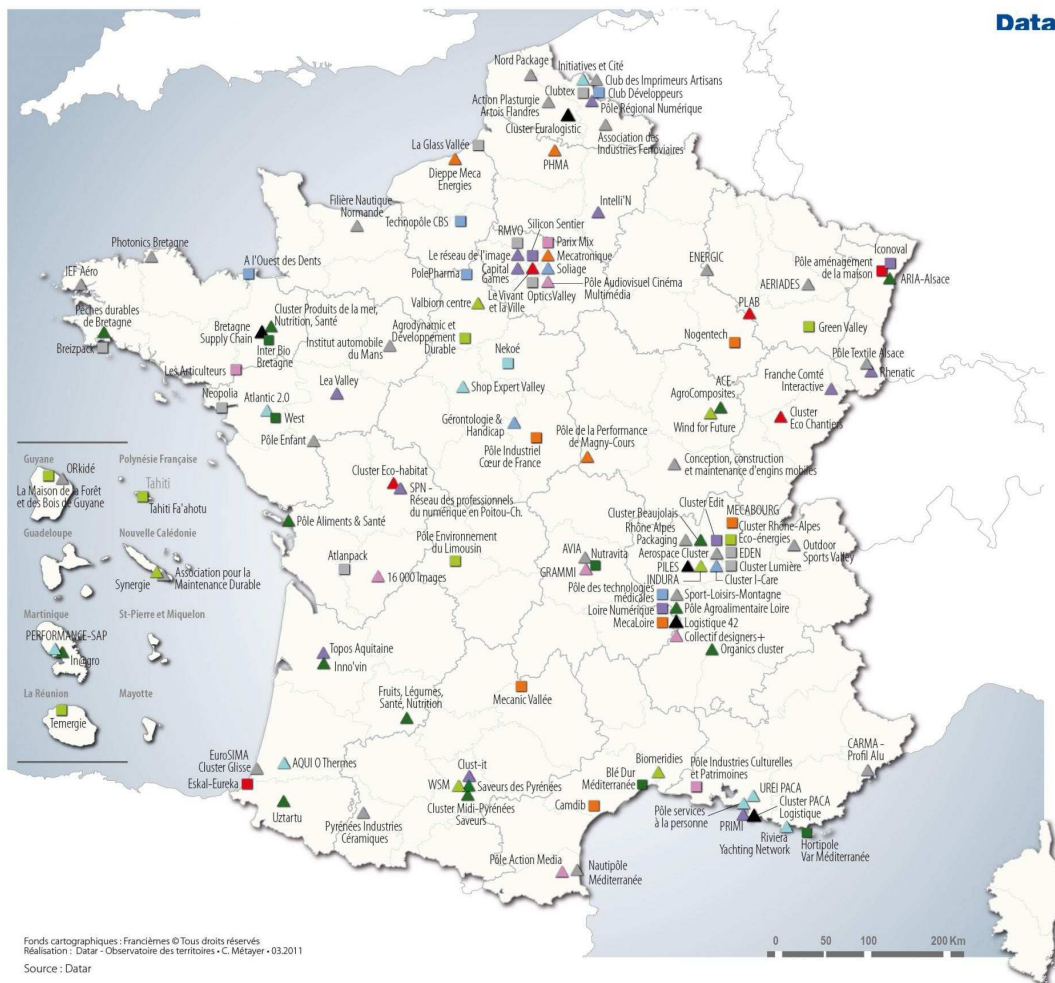 Data
Nord Package
Initiatives et Cité
Club des Imprimeurs Artisans
Clubtex
Club Développeurs
Action Plasturgie
Artois Flandres
Pôle Régional Numérique
Cluster Euralogistic
Association des
Industries Ferroviaires
La Glass Vallée
PHMA
Dieppe Meca
Energies
Intelli'N
Filière Nautique
Normande
Technopôle CBS
RMVO
Silicon Sentier
Parix Mix
Le réseau de l'image
Mecatronique
Capital
Games
Soliage
PolePharma
Le Vivant
et la Ville
OpticsValley
Pôle Audiovisuel Cinéma
Multimédia
Photonics Bretagne
A l'Ouest des Dents
IEF Aéro
ENERGIC
Iconoval
Pôle aménagement
de la maison
ARIA-Alsace
AERIADES
Valbiom centre
PLAB
Pêches durables
de Bretagne
Cluster Produits de la mer,
Nutrition, Santé
Bretagne
Supply Chain
Inter Bio
Bretagne
Institut automobile
du Mans
Agrodynamic et
Développement
Durable
Nogentech
Green Valley
Breizpack
Nekoé
Pôle Textile Alsace
Rhenatic
Les Articulteurs
Lea Valley
Shop Expert Valley
ACE
AgroComposites
Franche Comté
Interactive
Neopolia
Atlantic 2.0
West
Wind for Future
Cluster
Eco Chantiers
Gérontologie &
Handicap
Pôle Enfant
Pôle Industriel
Cœur de France
Pôle de la Performance
de Magny-Cours
Conception, construction
et maintenance d'engins mobiles
Guyane
ORkidé
La Maison de la Forêt
et des Bois de Guyane
Polynésie Française
Tahiti
Tahiti Fa'ahotu
Cluster Eco-habitat
SPN -
Réseau des professionnels
du numérique en Poitou-Ch.
Pôle Aliments & Santé
Cluster Edit
MECABOURG
Cluster Beaujolais
Cluster Rhône-Alpes
Eco-énergies
Rhône Alpes
Packaging
Outdoor
Sports Valley
Guadeloupe
Nouvelle Calédonie
Association pour la
Maintenance Durable
Synergie
Pôle Environnement
du Limousin
Atlanpack
16 000 Images
AVIA
Nutravita
GRAMMI
Aerospace Cluster
EDEN
PILES
Cluster Lumière
INDURA
Cluster I-Care
Pôle des technologies
médicales
Sport-Loisirs-Montagne
Loire Numérique
Pôle Agroalimentaire Loire
MecaLoire
Logistique 42
Collectif designers+
Organics cluster
Martinique
PERFORMANCE-SAP
In@gro
St-Pierre et Miquelon
Topos Aquitaine
Inno'vin
La Réunion
Temergie
Mayotte
Mecanic Vallée
Fruits, Légumes,
Santé, Nutrition
EuroSIMA
Cluster Glisse
AQUI O Thermes
Eskal-Eureka
Uztartu
Pyrénées Industries
Céramiques
Clust-it
WSM
Saveurs des Pyrénées
Cluster Midi-Pyrénées
Saveurs
Camdib
Blé Dur
Méditerranée
Biomeridies
Pôle Industries Culturelles
et Patrimoines
CARMA -
Profil Alu
UREI PACA
Cluster PACA
Logistique
Pôle services
à la personne
PRIMI
Riviera
Yachting Network
Hortipole
Var Méditerranée
Pôle Action Media
Nautipôle
Méditerranée
Fonds cartographiques : Francièmes © Tous droits réservés
Réalisation : Datar - Observatoire des territoires • C. Métayer • 03.2011
Source : Datar
0 50 100 200 Km